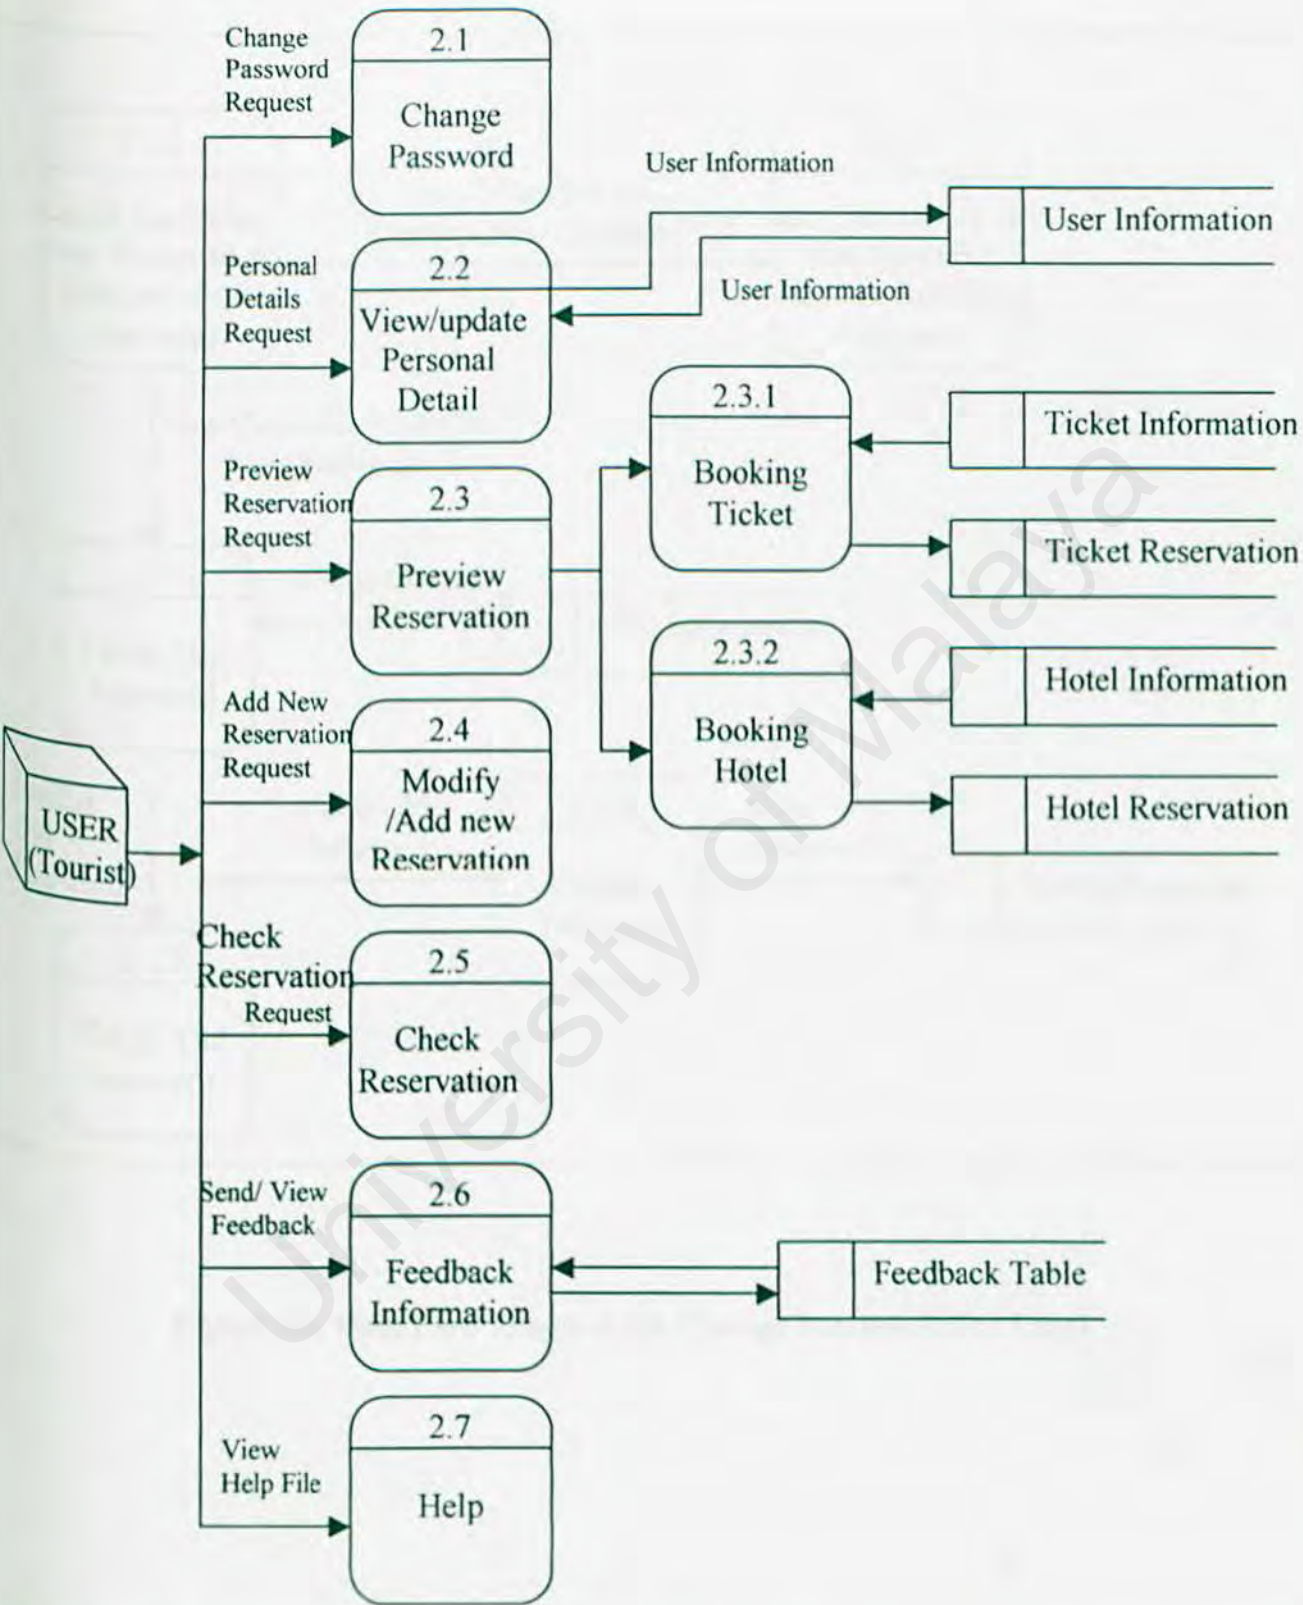 Change
Password
Request
2.1
Change
Password
User Information
User Information
User Information
Personal
Details
Request
2.2
View/update
Personal
Detail
Preview
Reservation
Request
2.3
Preview
Reservation
2.3.1
Booking
Ticket
Ticket Information
Ticket Reservation
2.3.2
Booking
Hotel
Hotel Information
Hotel Reservation
Add New
Reservation
Request
2.4
Modify
/Add new
Reservation
USER
(Tourist)
Check
Reservation
Request
2.5
Check
Reservation
Send/ View
Feedback
2.6
Feedback
Information
Feedback Table
View
Help File
2.7
Help
University of Malaya